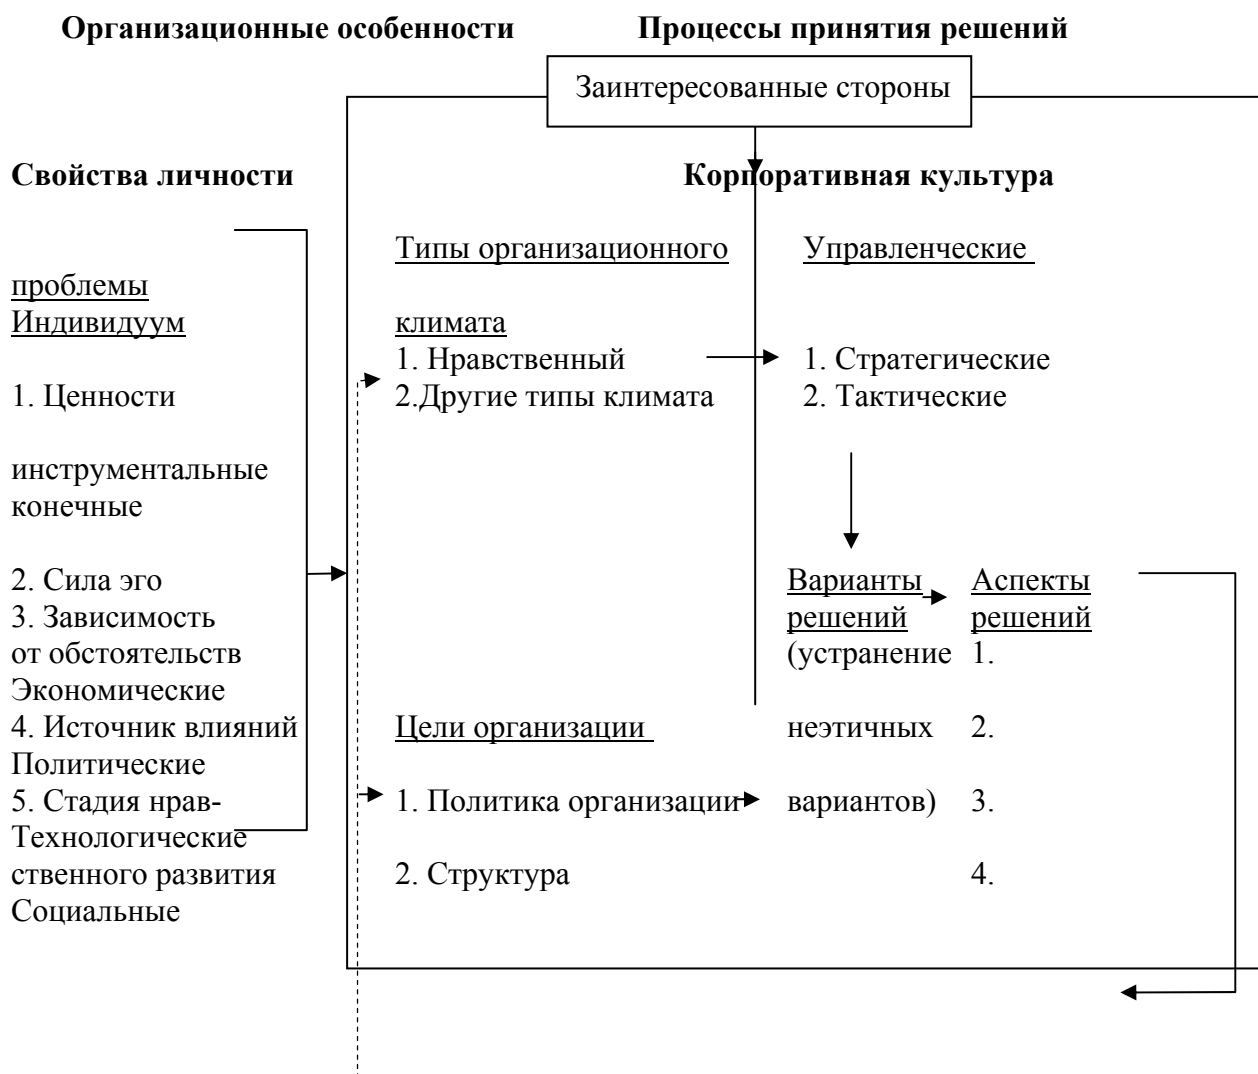 Организационные особенности Процессы принятия решений
Заинтересованные стороны
Свойства личности Корпоративная культура
Типы организационного Управленческие
проблемы
Индивидуум климата
1. Нравственный 1. Стратегические
1. Ценности 2.Другие типы климата 2. Тактические
инструментальные
конечные
2. Сила эго Варианты Аспекты
3. Зависимость решений решений
от обстоятельств (устранение 1.
Экономические
4. Источник влияний Цели организации неэтичных 2.
Политические
5. Стадия нрав- 1. Политика организации вариантов) 3.
Технологические
ственного развития 2. Структура 4.
Социальные